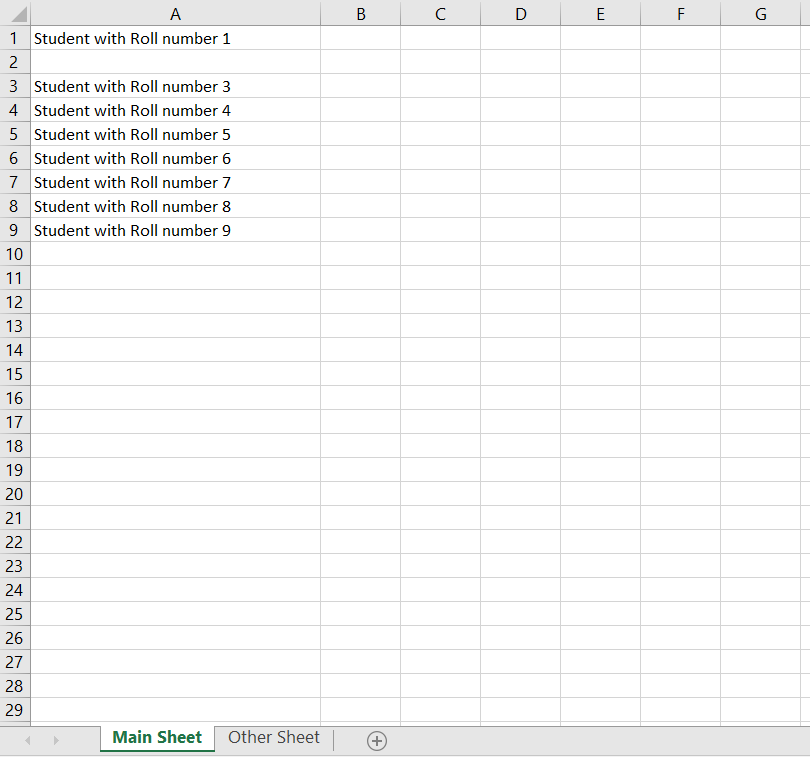 A B C D E F G
1 Student with Roll number 1
2
3 Student with Roll number 3
4 Student with Roll number 4
5 Student with Roll number 5
6 Student with Roll number 6
7 Student with Roll number 7
8 Student with Roll number 8
9 Student with Roll number 9
10
11
12
13
14
15
16
17
18
19
20
21
22
23
24
25
26
27
28
29
Main Sheet Other Sheet